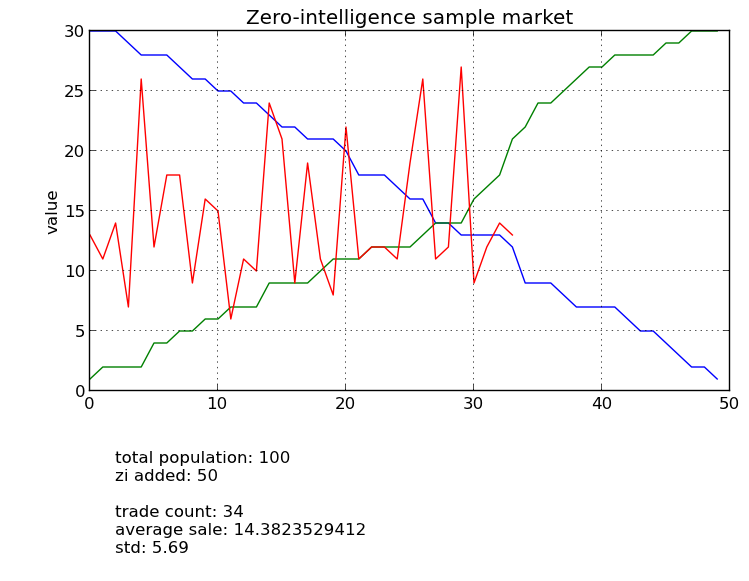 Zero-intelligence sample market
30
25
20
15
10
5
0
value
0 10 20 30 40 50
total population: 100
zi added: 50
trade count: 34
average sale: 14.3823529412
std: 5.69